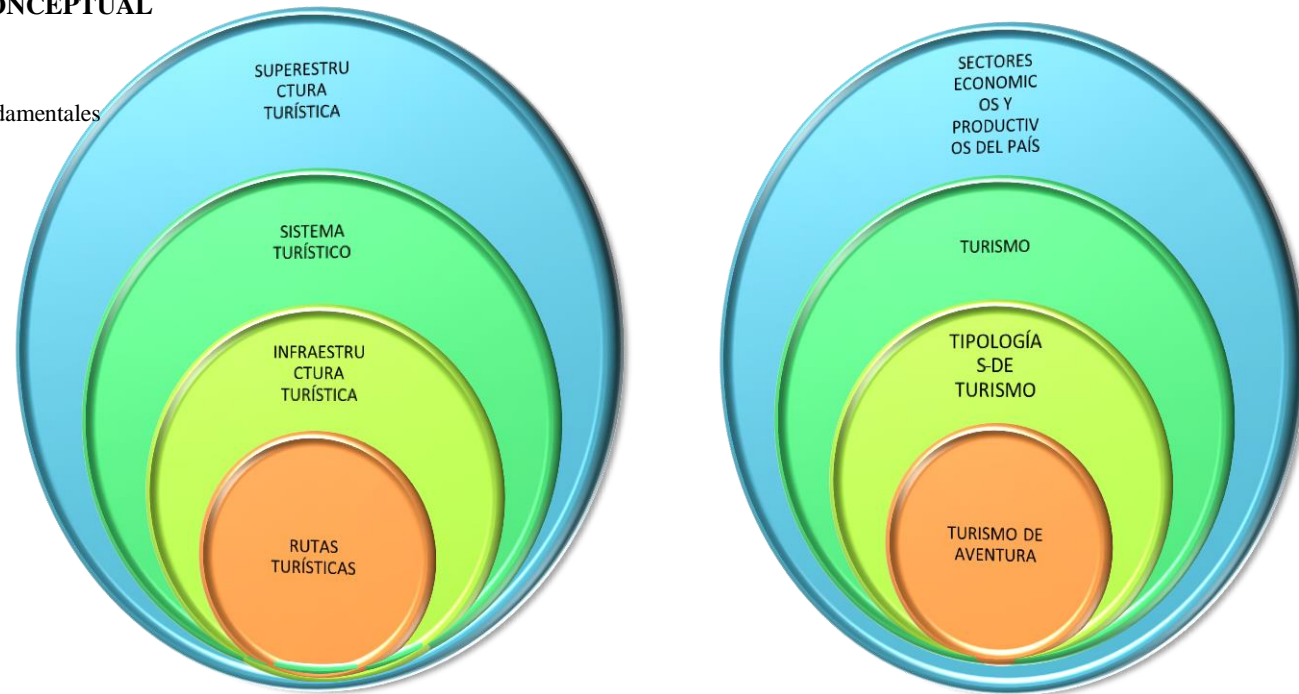 ONCEPTUAL
damentales
SUPERESTRU
CTURA
TURÍSTICA
SISTEMA
TURÍSTICO
INFRAESTRU
CTURA
TURÍSTICA
RUTAS
TURÍSTICAS
SECTORES
ECONOMIC
OS Y
PRODUCTIV
OS DEL PAÍS
TURISMO
TIPOLOGÍA
S-DE
TURISMO
TURISMO DE
AVENTURA